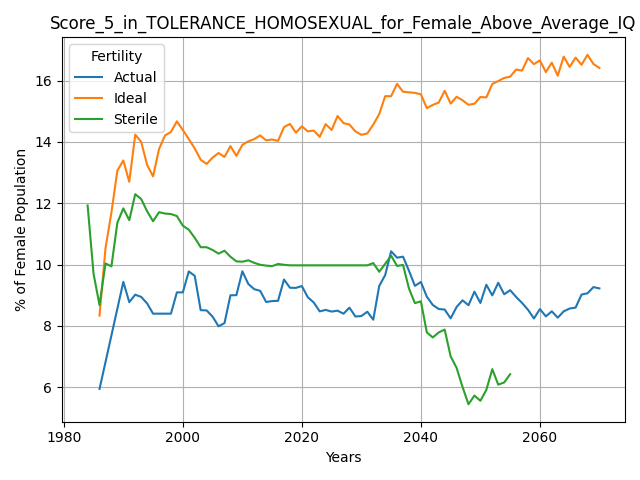 Score_5_in_TOLERANCE_HOMOSEXUAL_for_Female_Above_Average_IQ
Fertility
Actual
Ideal
Sterile
% of Female Population
16
14
12
10
8
6
1980
2000
2020
2040
2060
Years